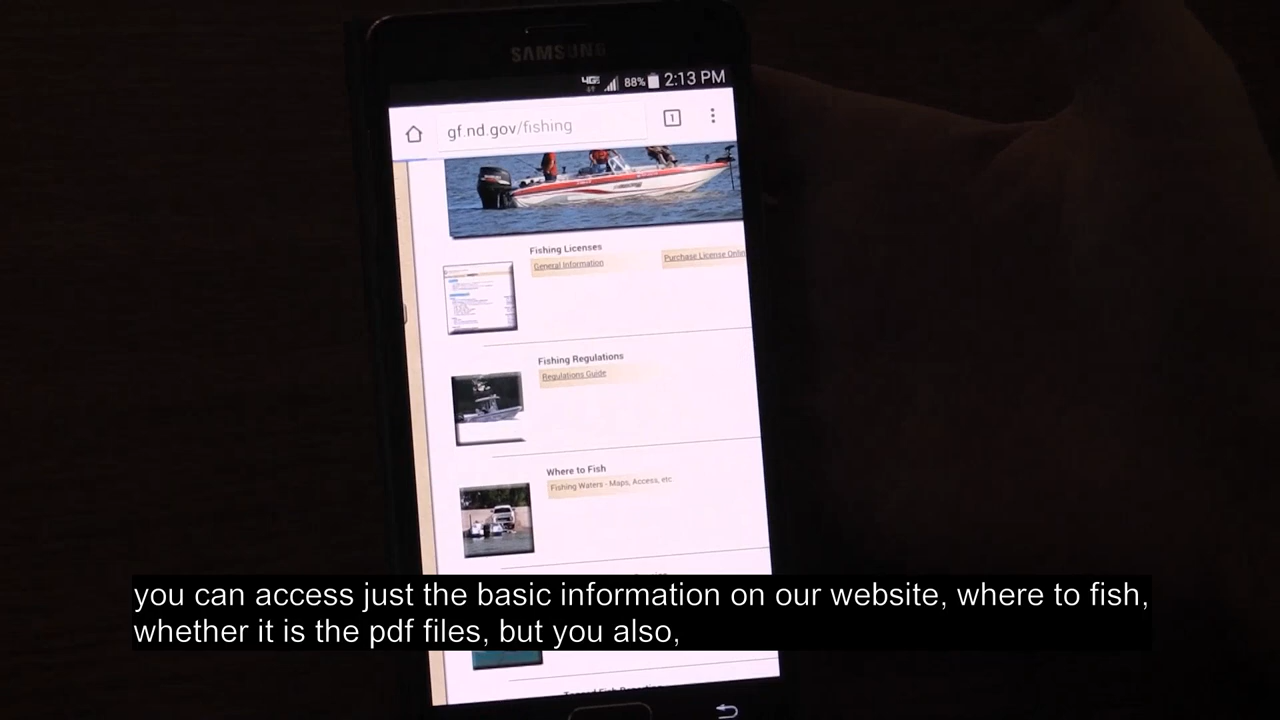 SAMSUNG
4G 88% 2:13 PM
gf.nd.gov/fishing
1
Fishing Licenses
General Information
Purchase License Onlin
Fishing Regulations
Regulations Guide
Where to Fish
Fishing Waters - Maps, Access, etc
you can access just the basic information on our website, where to fish,
whether it is the pdf files, but you also,